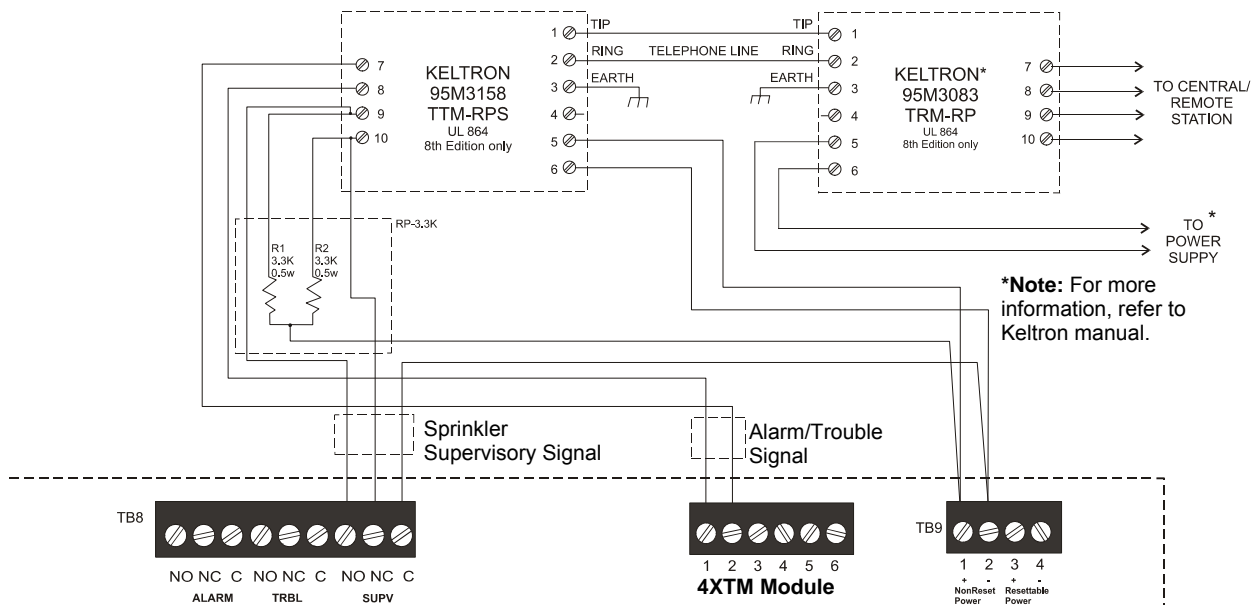 1 TIP TIP 1
2 RING TELEPHONE LINE RING 2
3 EARTH EARTH 3
4 4
5 5
6 6
7
8
9
10
KELTRON
95M3158
TTM-RPS
UL 864
8th Edition only
KELTRON*
95M3083
TRM-RP
UL 864
8th Edition only
7
8
9
10
TO CENTRAL/
REMOTE
STATION
TO *
POWER
SUPPY
RP-3.3K
R1
3.3K
0.5w
R2
3.3K
0.5w
*Note: For more
information, refer to
Keltron manual.
Sprinkler
Supervisory Signal
Alarm/Trouble
Signal
TB8
NO NC C NO NC C NO NC C
ALARM TRBL SUPV
1 2 3 4 5 6
4XTM Module
TB9
1 2 3 4
+ - + -
NonReset
Power
Resettable
Power